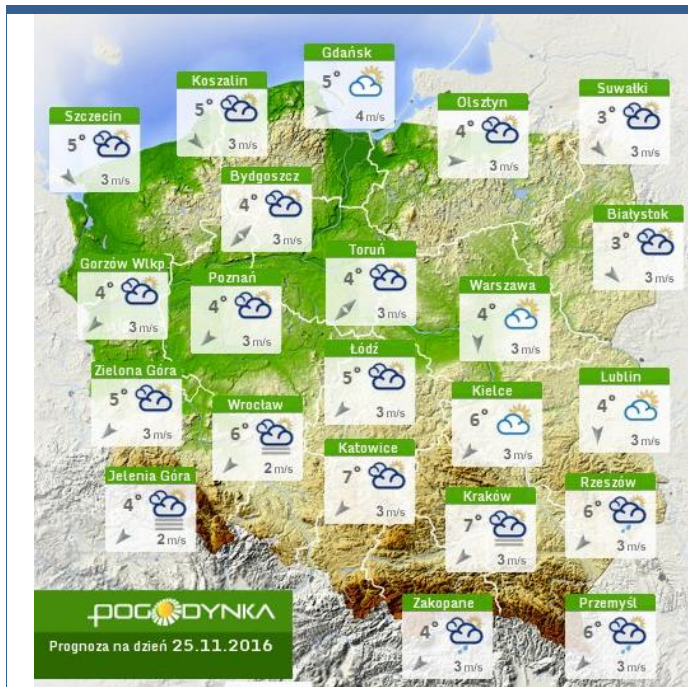 Gdańsk
5°
4 m/s
Koszalin
5°
3 m/s
Suwałki
3°
3 m/s
Olsztyn
4°
3 m/s
Szczecin
5°
3 m/s
Bydgoszcz
4°
3 m/s
Białystok
3°
3 m/s
Toruń
4°
3 m/s
Gorzów Wlkp.
4°
3 m/s
Poznań
4°
3 m/s
Warszawa
4°
3 m/s
Łódź
5°
3 m/s
Zielona Góra
5°
3 m/s
Lublin
4°
3 m/s
Kielce
6°
3 m/s
Wrocław
6°
2 m/s
Katowice
7°
3 m/s
Jelenia Góra
4°
2 m/s
Rzeszów
6°
3 m/s
Kraków
7°
3 m/s
Zakopane
4°
3 m/s
Przemyśl
6°
3 m/s
POGODYNKA
Prognoza na dzień 25.11.2016